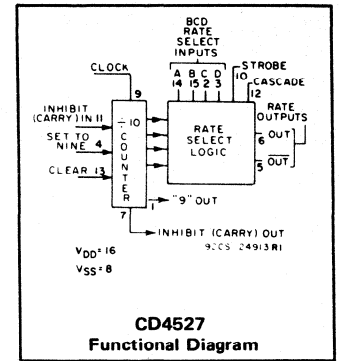 BCD
RATE
SELECT
INPUTS
CLOCK
A B C D
14 15 2 3
STROBE
10
CASCADE
12
9
INHIBIT
(CARRY) IN 11
SET TO
NINE 4
CLEAR 13
÷10
COUNTER
RATE
SELECT
LOGIC
RATE
OUTPUTS
6 OUT
5 OUT
1 "9" OUT
7
INHIBIT (CARRY) OUT
92CS-24913R1
VDD = 16
VSS = 8
CD4527
Functional Diagram